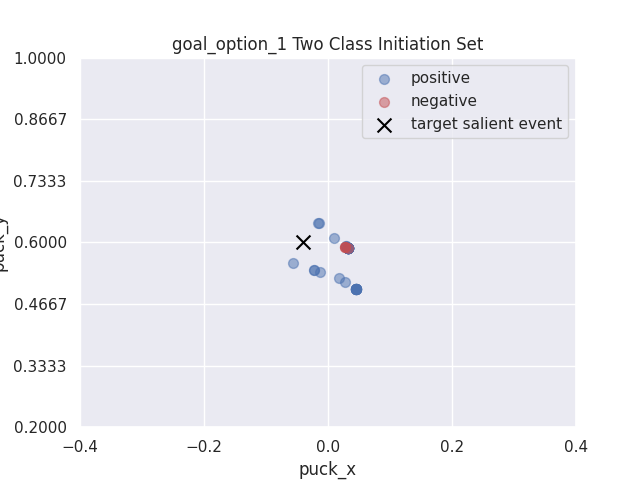 goal_option_1 Two Class Initiation Set
positive
negative
target salient event
1.0000
0.8667
0.7333
0.6000
0.4667
0.3333
0.2000
puck_y
−0.4
−0.2
0.0
0.2
0.4
puck_x